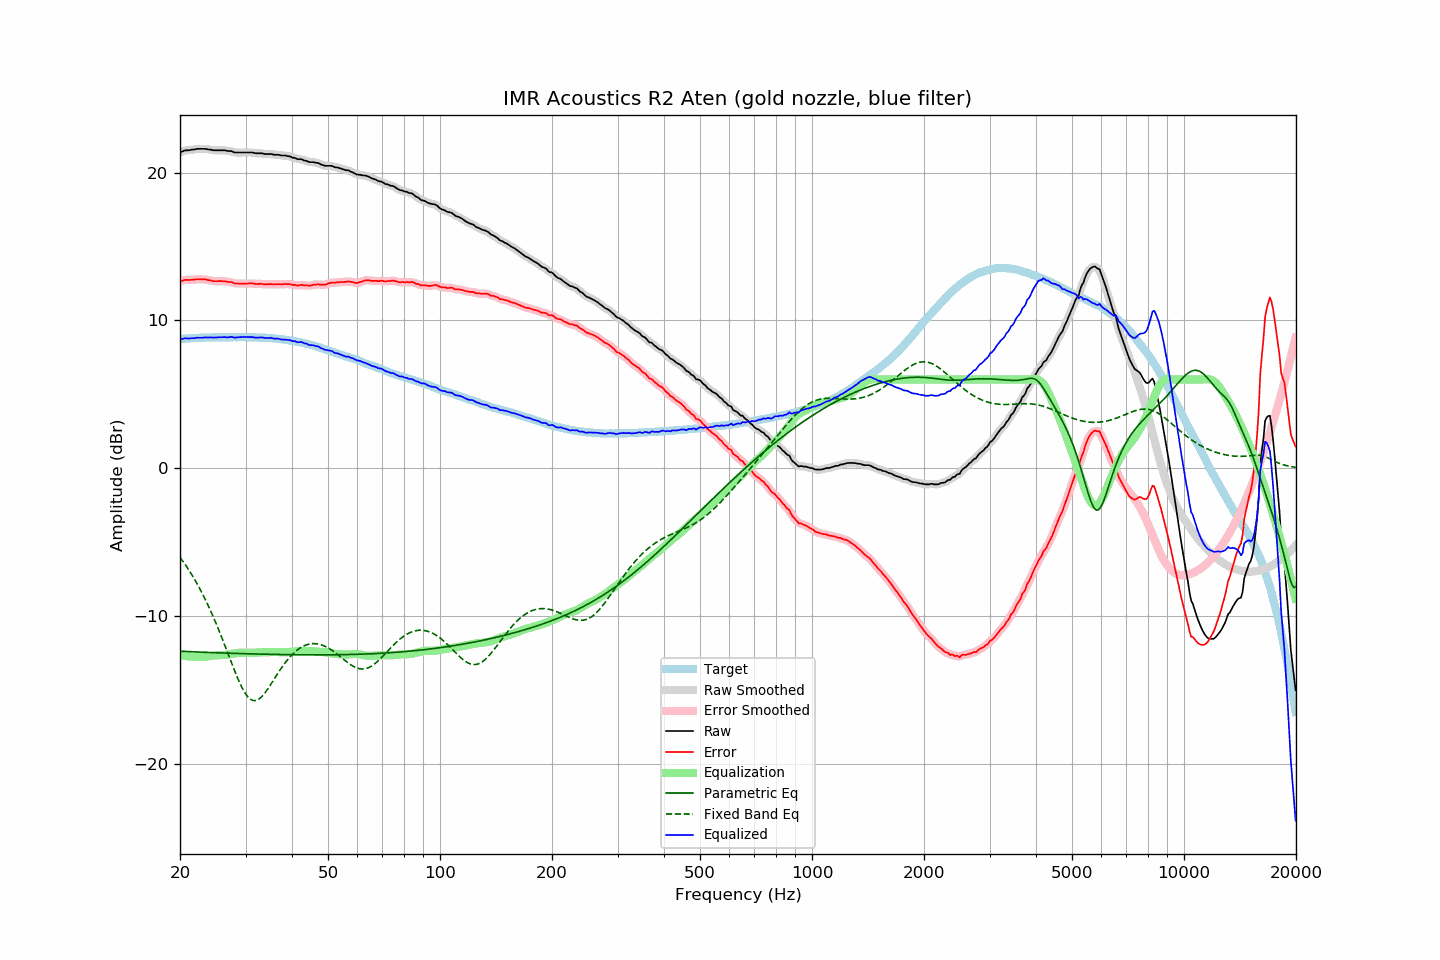 IMR Acoustics R2 Aten (gold nozzle, blue filter)
Amplitude (dBr)
20
10
0
−10
−20
Target
Raw Smoothed
Error Smoothed
Raw
Error
Equalization
Parametric Eq
Fixed Band Eq
Equalized
20 50 100 200 500 1000 2000 5000 10000 20000
Frequency (Hz)